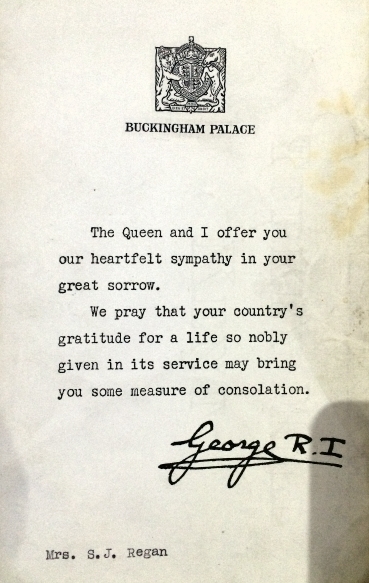 BUCKINGHAM PALACE
The Queen and I offer you
our heartfelt sympathy in your
great sorrow.
We pray that your country's
gratitude for a life so nobly
given in its service may bring
you some measure of consolation.
George R.I
Mrs. S.J. Regan